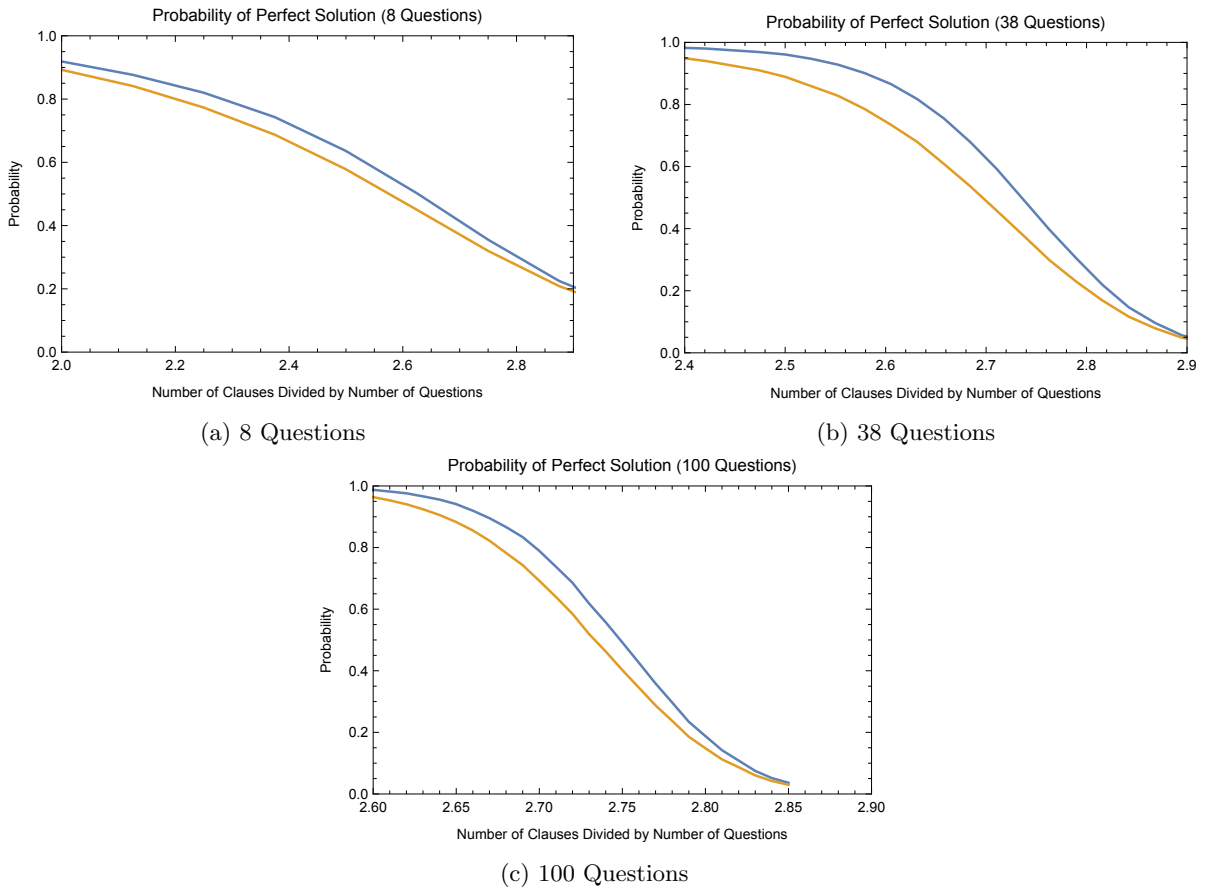 Probability of Perfect Solution (8 Questions)
1.0
0.8
0.6
0.4
0.2
0.0
Probability
2.0 2.2 2.4 2.6 2.8
Number of Clauses Divided by Number of Questions
(a) 8 Questions
Probability of Perfect Solution (38 Questions)
1.0
0.8
0.6
0.4
0.2
0.0
Probability
2.4 2.5 2.6 2.7 2.8 2.9
Number of Clauses Divided by Number of Questions
(b) 38 Questions
Probability of Perfect Solution (100 Questions)
1.0
0.8
0.6
0.4
0.2
0.0
Probability
2.60 2.65 2.70 2.75 2.80 2.85 2.90
Number of Clauses Divided by Number of Questions
(c) 100 Questions